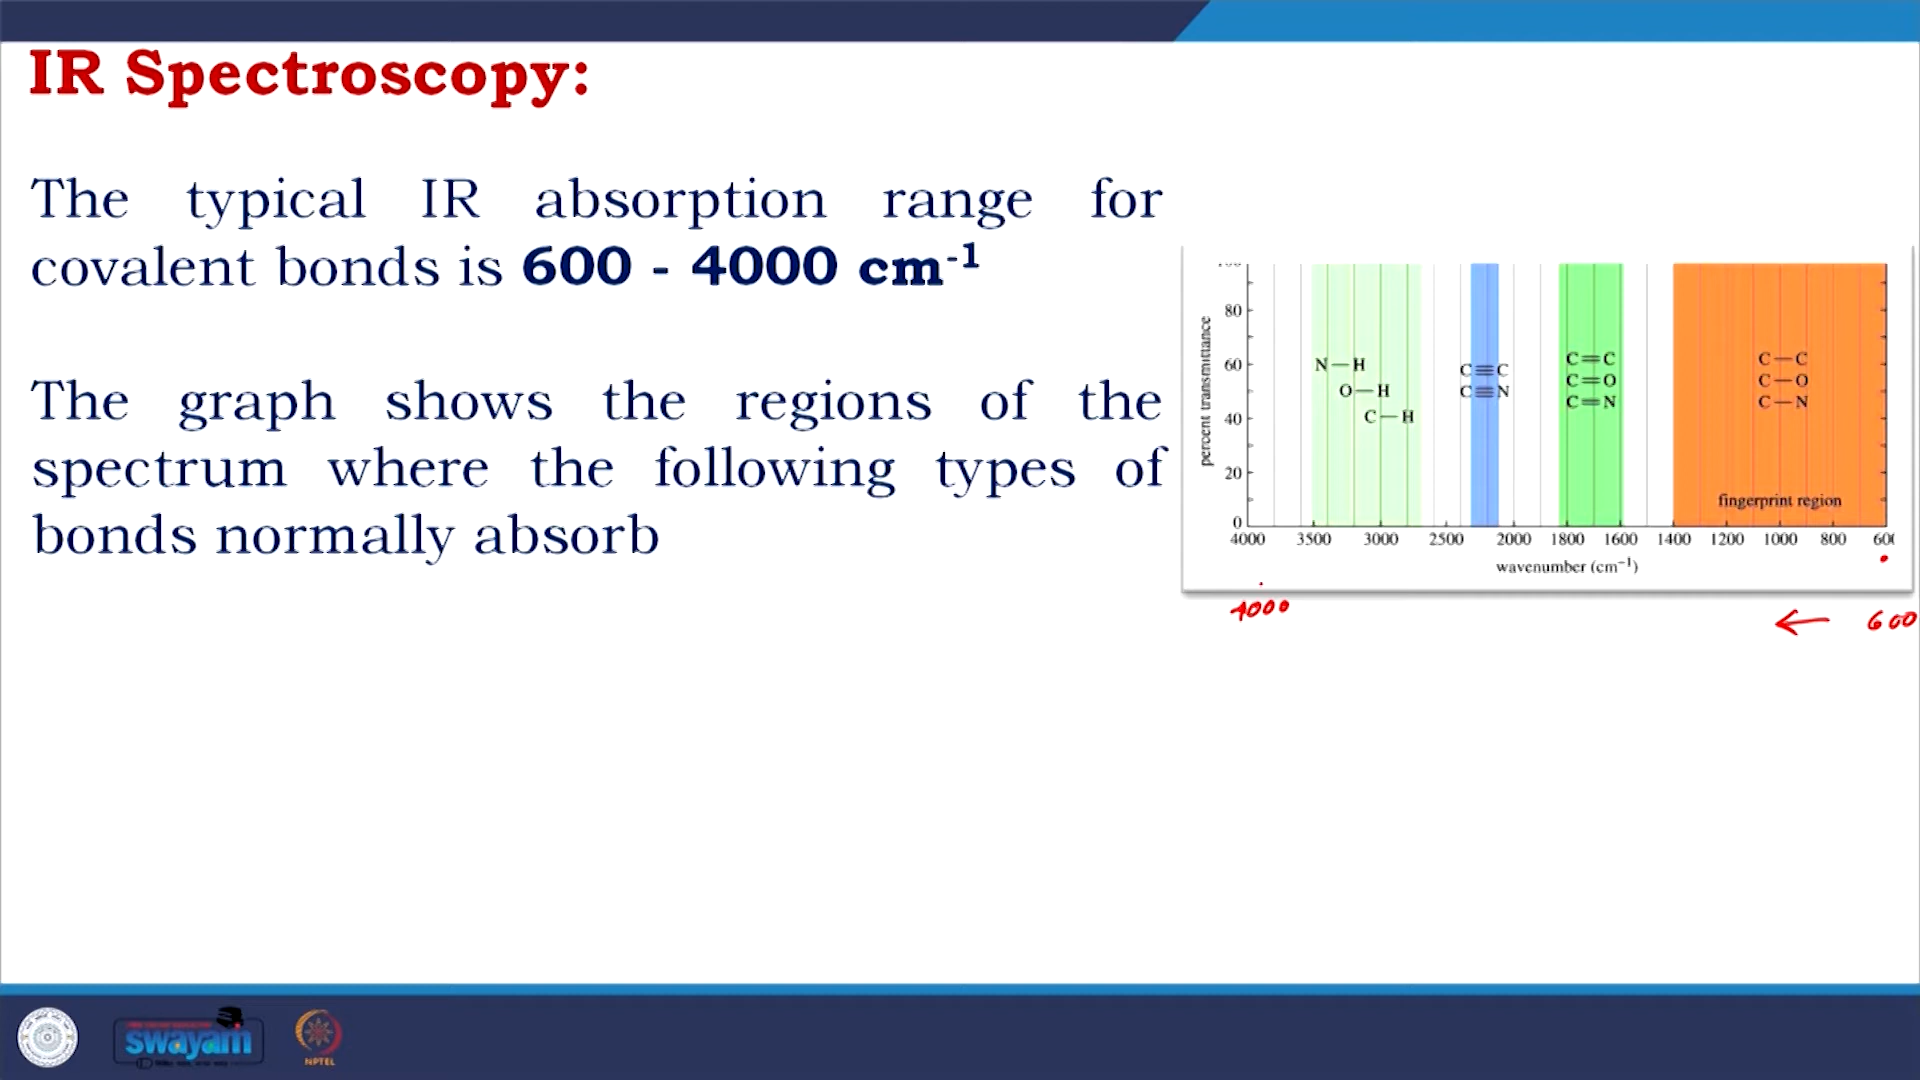 IR Spectroscopy:
The typical IR absorption range for
covalent bonds is 600 - 4000 cm-1
The graph shows the regions of the
spectrum where the following types of
bonds normally absorb
percent transmittance
80
60
40
20
0
N—H
O—H
C—H
C≡C
C≡N
C=C
C=O
C=N
C—C
C—O
C—N
fingerprint region
4000 3500 3000 2500 2000 1800 1600 1400 1200 1000 800 600
wavenumber (cm⁻¹)
4000
← 600
swayam
NPTEL